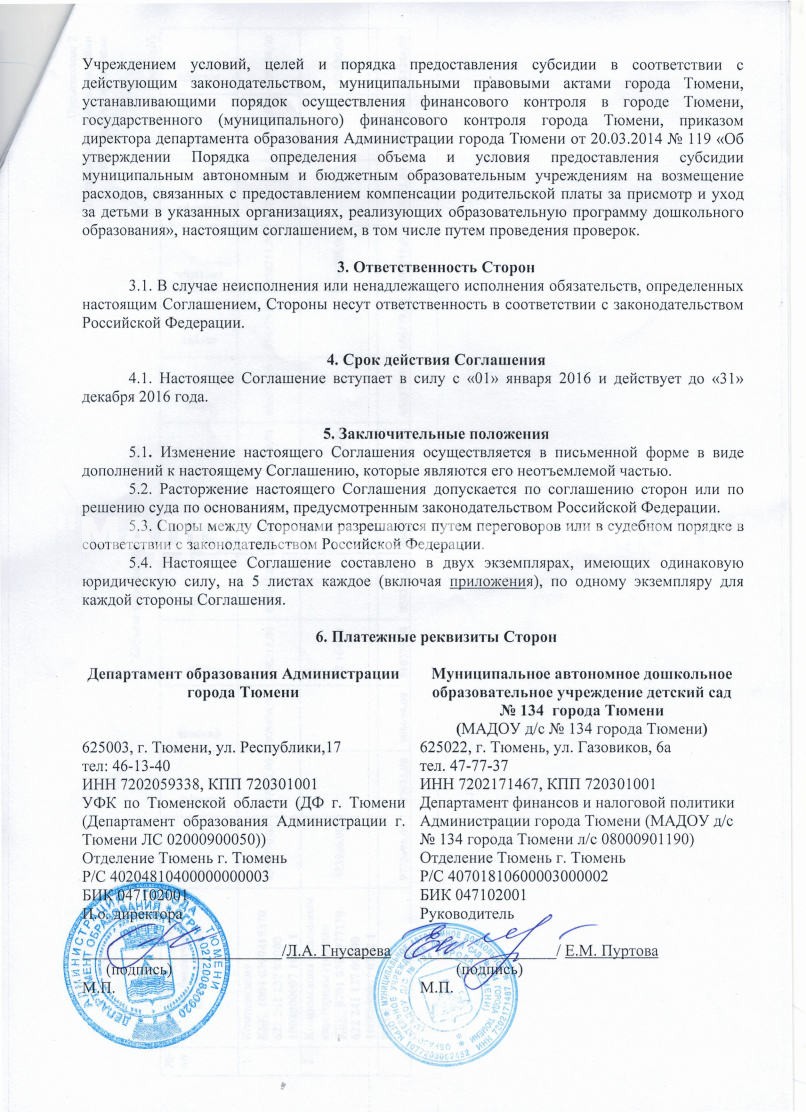 Учреждением условий, целей и порядка предоставления субсидии в соответствии с
действующим законодательством, муниципальными правовыми актами города Тюмени,
устанавливающими порядок осуществления финансового контроля в городе Тюмени,
государственного (муниципального) финансового контроля города Тюмени, приказом
директора департамента образования Администрации города Тюмени от 20.03.2014 № 119 «Об
утверждении Порядка определения объема и условия предоставления субсидии
муниципальным автономным и бюджетным образовательным учреждениям на возмещение
расходов, связанных с предоставлением компенсации родительской платы за присмотр и уход
за детьми в указанных организациях, реализующих образовательную программу дошкольного
образования», настоящим соглашением, в том числе путем проведения проверок.
3. Ответственность Сторон
3.1. В случае неисполнения или ненадлежащего исполнения обязательств, определенных
настоящим Соглашением, Стороны несут ответственность в соответствии с законодательством
Российской Федерации.
4. Срок действия Соглашения
4.1. Настоящее Соглашение вступает в силу с «01» января 2016 и действует до «31»
декабря 2016 года.
5. Заключительные положения
5.1. Изменение настоящего Соглашения осуществляется в письменной форме в виде
дополнений к настоящему Соглашению, которые являются его неотъемлемой частью.
5.2. Расторжение настоящего Соглашения допускается по соглашению сторон или по
решению суда по основаниям, предусмотренным законодательством Российской Федерации.
5.3. Споры между Сторонами разрешаются путем переговоров или в судебном порядке в
соответствии с законодательством Российской Федерации.
5.4. Настоящее Соглашение составлено в двух экземплярах, имеющих одинаковую
юридическую силу, на 5 листах каждое (включая приложения), по одному экземпляру для
каждой стороны Соглашения.
6. Платежные реквизиты Сторон
Департамент образования Администрации
города Тюмени
625003, г. Тюмени, ул. Республики,17
тел: 46-13-40
ИНН 7202059338, КПП 720301001
УФК по Тюменской области (ДФ г. Тюмени
(Департамент образования Администрации г.
Тюмени ЛС 02000900050))
Отделение Тюмень г. Тюмень
Р/С 40204810400000000003
БИК 047102001
И.о. директора
/Л.А. Гнусарева
(подпись)
М.П.
Муниципальное автономное дошкольное
образовательное учреждение детский сад
№ 134 города Тюмени
(МАДОУ д/с № 134 города Тюмени)
625022, г. Тюмень, ул. Газовиков, 6а
тел. 47-77-37
ИНН 7202171467, КПП 720301001
Департамент финансов и налоговой политики
Администрации города Тюмени (МАДОУ д/с
№ 134 города Тюмени л/с 08000901190)
Отделение Тюмень г. Тюмень
Р/С 40701810600003000002
БИК 047102001
Руководитель
/ Е.М. Пуртова
(подпись)
М.П.